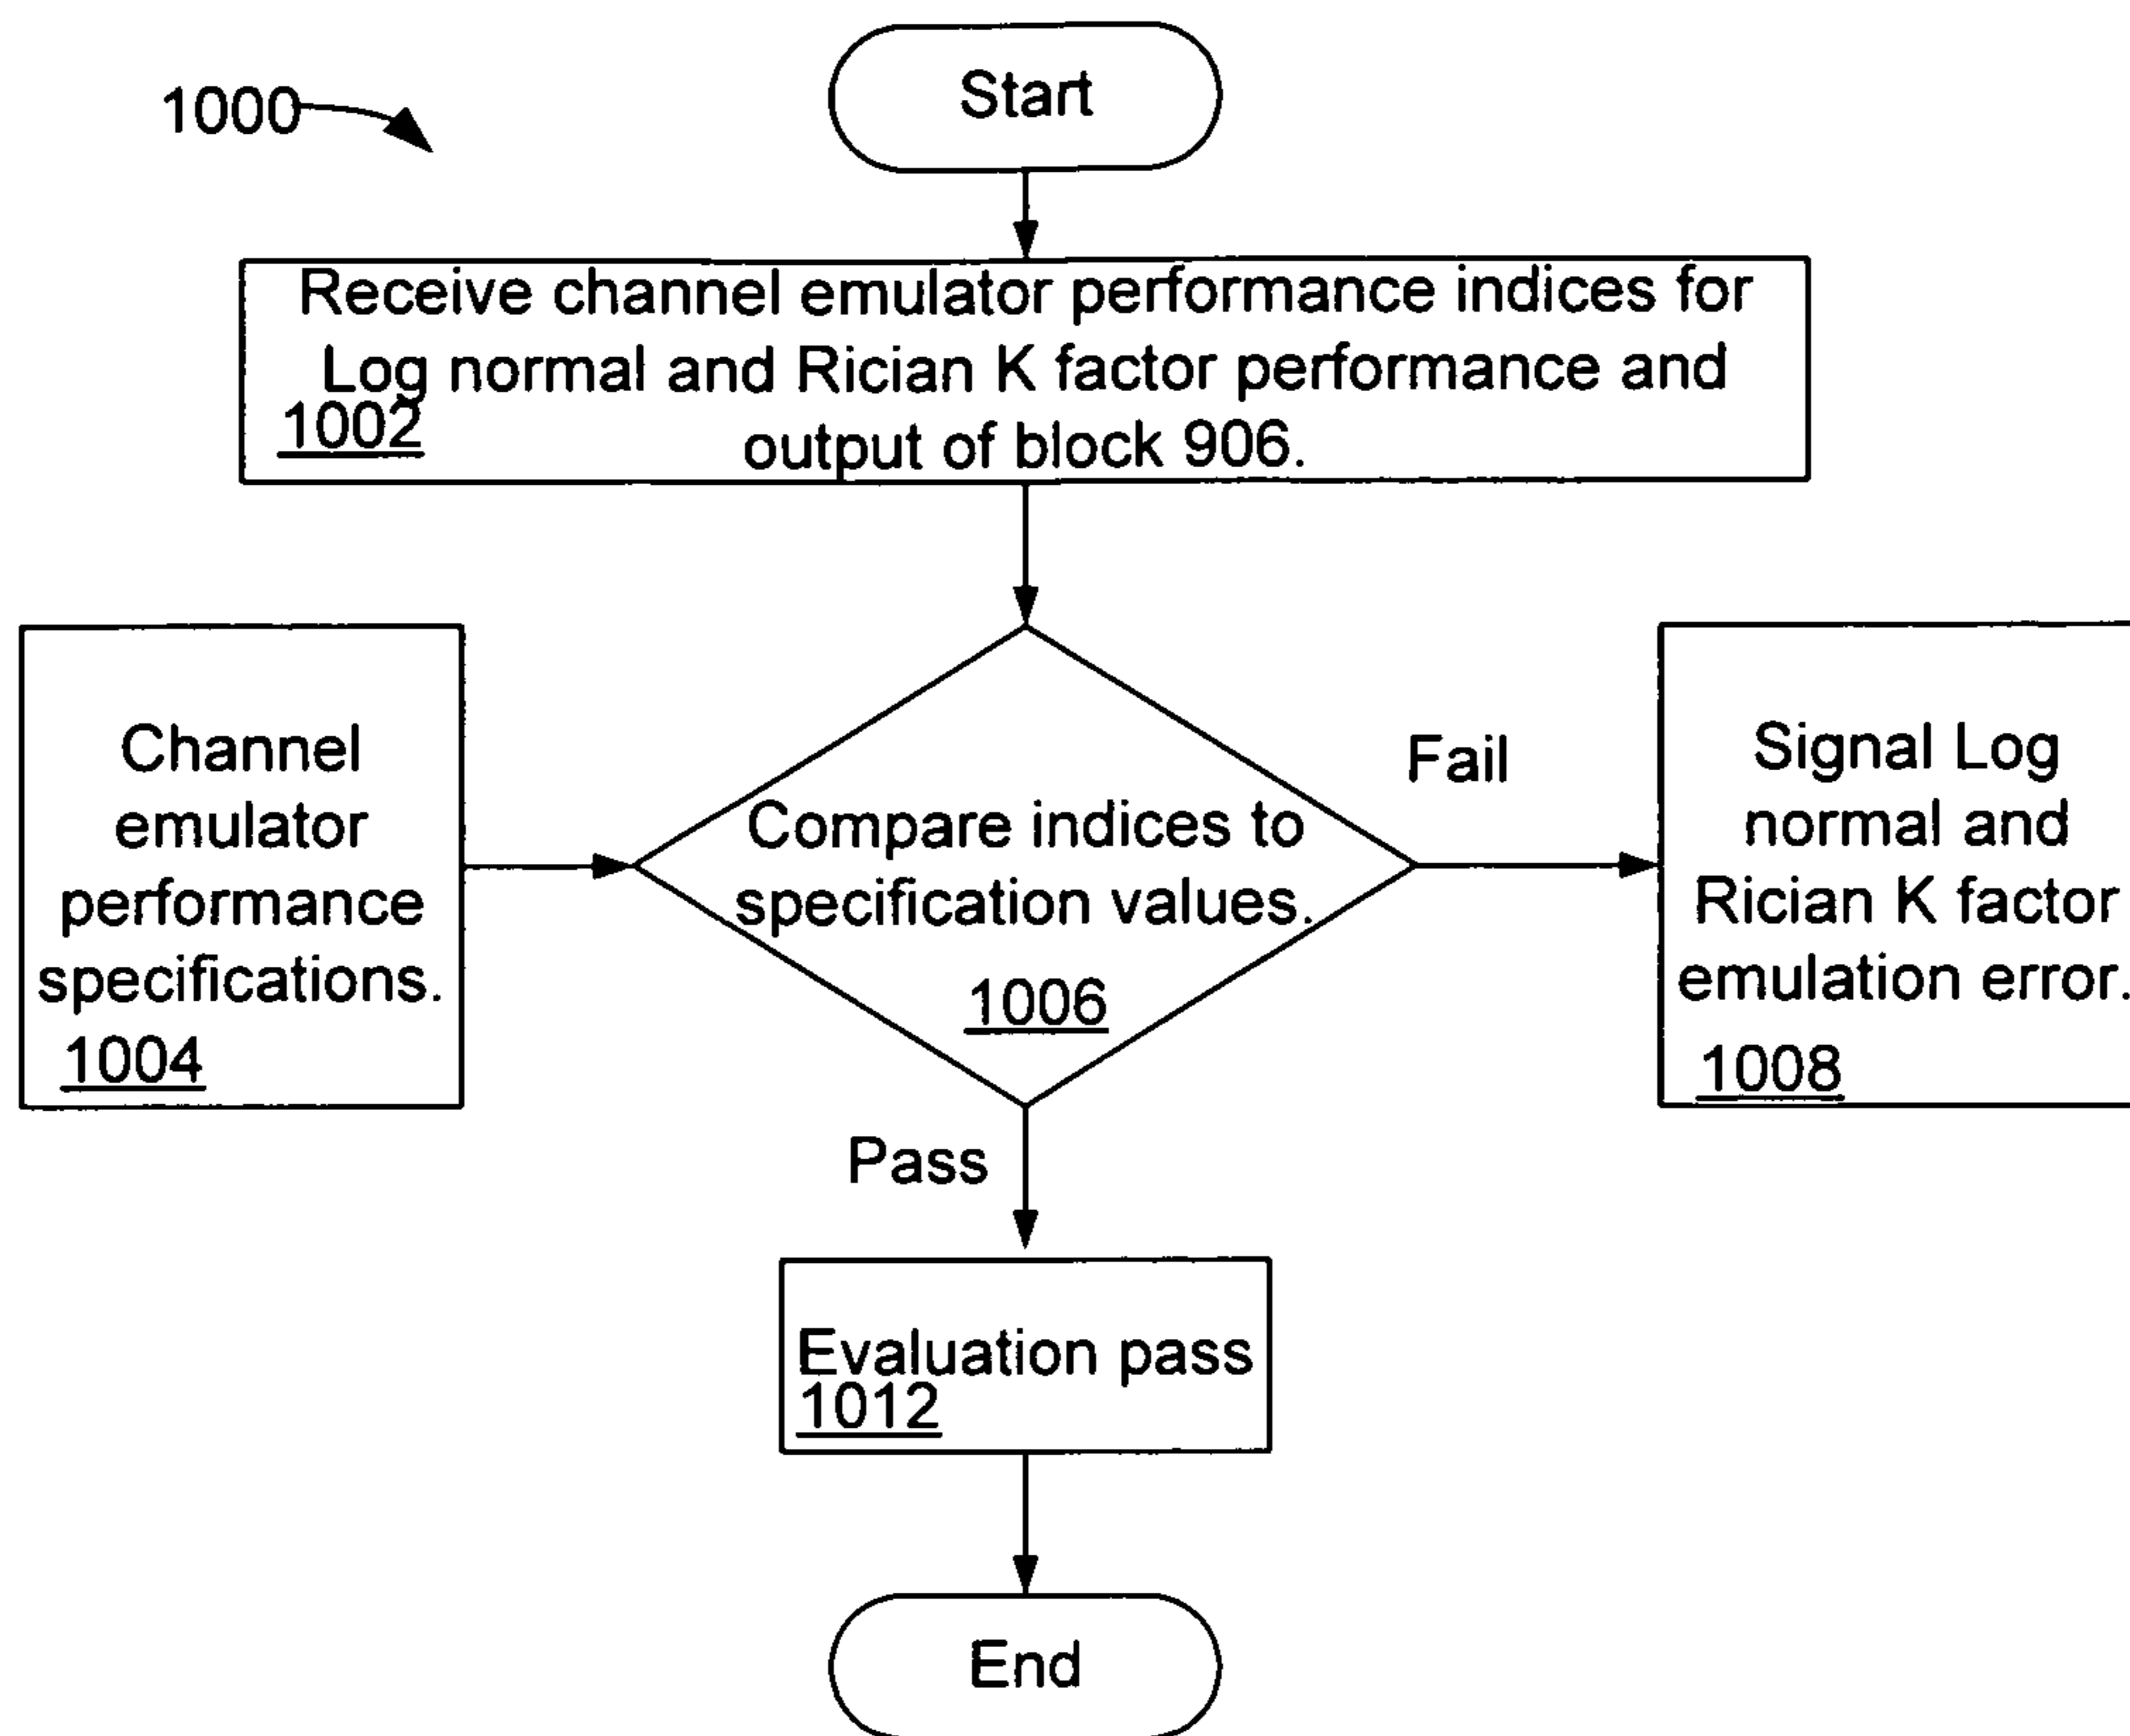 1000
Start
Receive channel emulator performance indices for
Log normal and Rician K factor performance and
1002
output of block 906.
Channel
emulator
performance
specifications.
1004
Compare indices to
specification values.
1006
Fail
Signal Log
normal and
Rician K factor
emulation error.
1008
Pass
Evaluation pass
1012
End